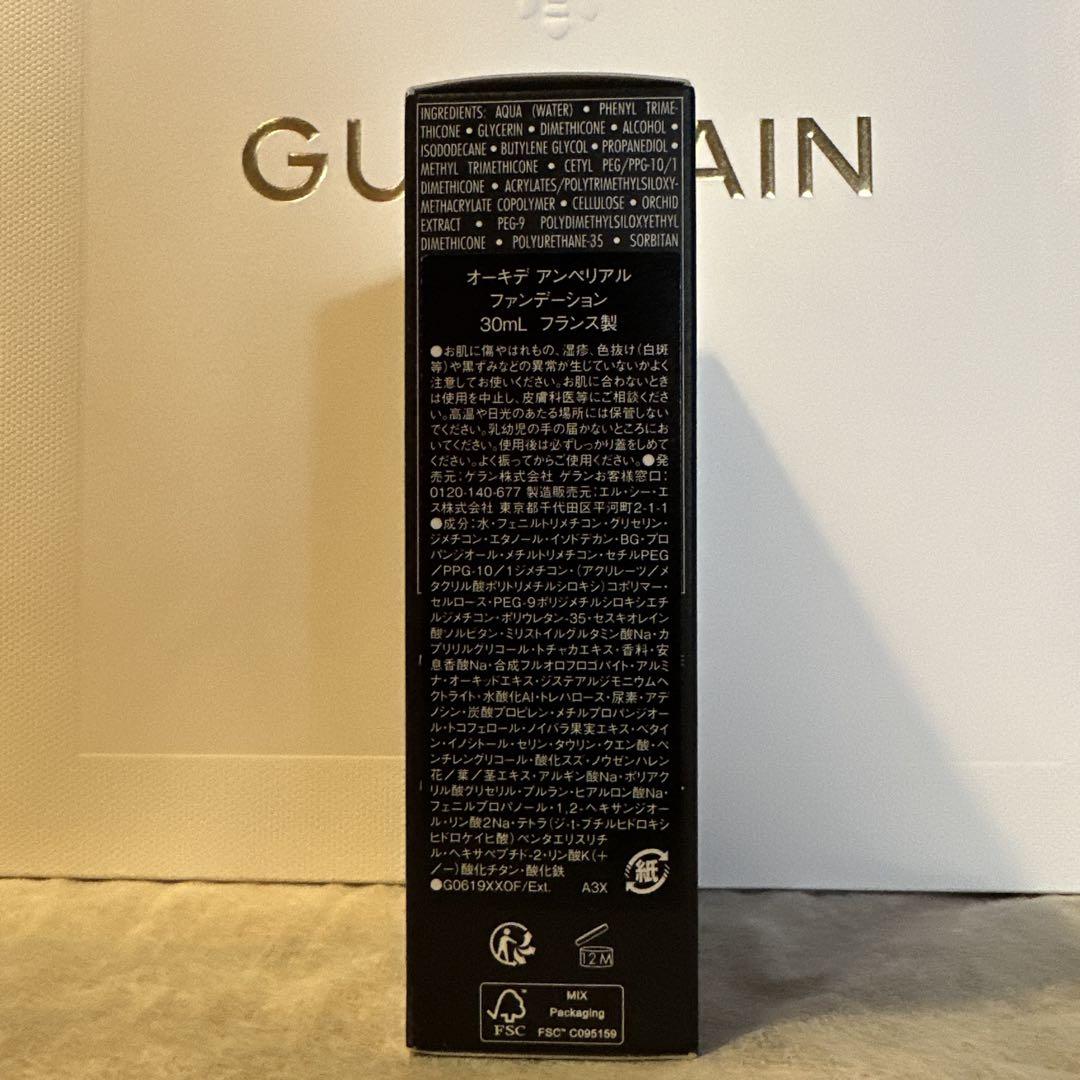 GU AIN
INGREDIENTS: AQUA (WATER) • PHENYL TRIME-
THICONE • GLYCERIN • DIMETHICONE • ALCOHOL •
ISODODECANE • BUTYLENE GLYCOL • PROPANEDIOL •
METHYL TRIMETHICONE • CETYL PEG/PPG-10/1
DIMETHICONE • ACRYLATES/POLYTRIMETHYLSILOXY-
METHACRYLATE COPOLYMER • CELLULOSE • ORCHID
EXTRACT • PEG-9 POLYDIMETHYLSILOXYETHYL
DIMETHICONE • POLYURETHANE-35 • SORBITAN
オーキデ アンペリアル
ファンデーション
30mL フランス製
●お肌に傷やはれもの、湿疹、色抜け(白斑
等)や黒ずみなどの異常が生じていないかよく
注意してお使いください。お肌に合わないとき
は使用を中止し、皮膚科医等にご相談くださ
い。高温や日光のあたる場所には保管しない
でください。乳幼児の手の届かないところにお
いてください。使用後は必ずしっかり蓋をしめて
ください。よく振ってからご使用ください。●発
売元:ゲラン株式会社 ゲランお客様窓口:
0120-140-677 製造販売元:エル・シー・エ
ス株式会社 東京都千代田区平河町2-1-1
●成分:水・フェニルトリメチコン・グリセリン・
ジメチコン・エタノール・イソドデカン・BG・プロ
パンジオール・メチルトリメチコン・セチルPEG
/PPG-10/1ジメチコン・(アクリレーツ/メ
タクリル酸ポリトリメチルシロキシ)コポリマー・
セルロース・PEG-9ポリジメチルシロキシエチ
ルジメチコン・ポリウレタン-35・セスキオレイン
酸ソルビタン・ミリストイルグルタミン酸Na・カ
プリリルグリコール・トチャカエキス・香料・安
息香酸Na・合成フルオロフロゴパイト・アルミ
ナ・オーキッドエキス・ジステアルジモニウムヘ
クトライト・水酸化Al・トレハロース・尿素・アデ
ノシン・炭酸プロピレン・メチルプロパンジオー
ル・トコフェロール・ノイバラ果実エキス・ベタイ
ン・イノシトール・セリン・タウリン・クエン酸・ペ
ンチレングリコール・酸化スズ・ノウゼンハレン
花/葉/茎エキス・アルギン酸Na・ポリアク
リル酸グリセリル・プルラン・ヒアルロン酸Na・
フェニルプロパノール・1,2-ヘキサンジオー
ル・リン酸2Na・テトラ(ジ-t-ブチルヒドロキシ
ヒドロケイヒ酸)ペンタエリスリチ
ル・ヘキサペプチド-2・リン酸K(+
/−)酸化チタン・酸化鉄
●G0619XXOF/Ext. A3X
紙
12M
FSC
MIX
Packaging
FSC™ C095159